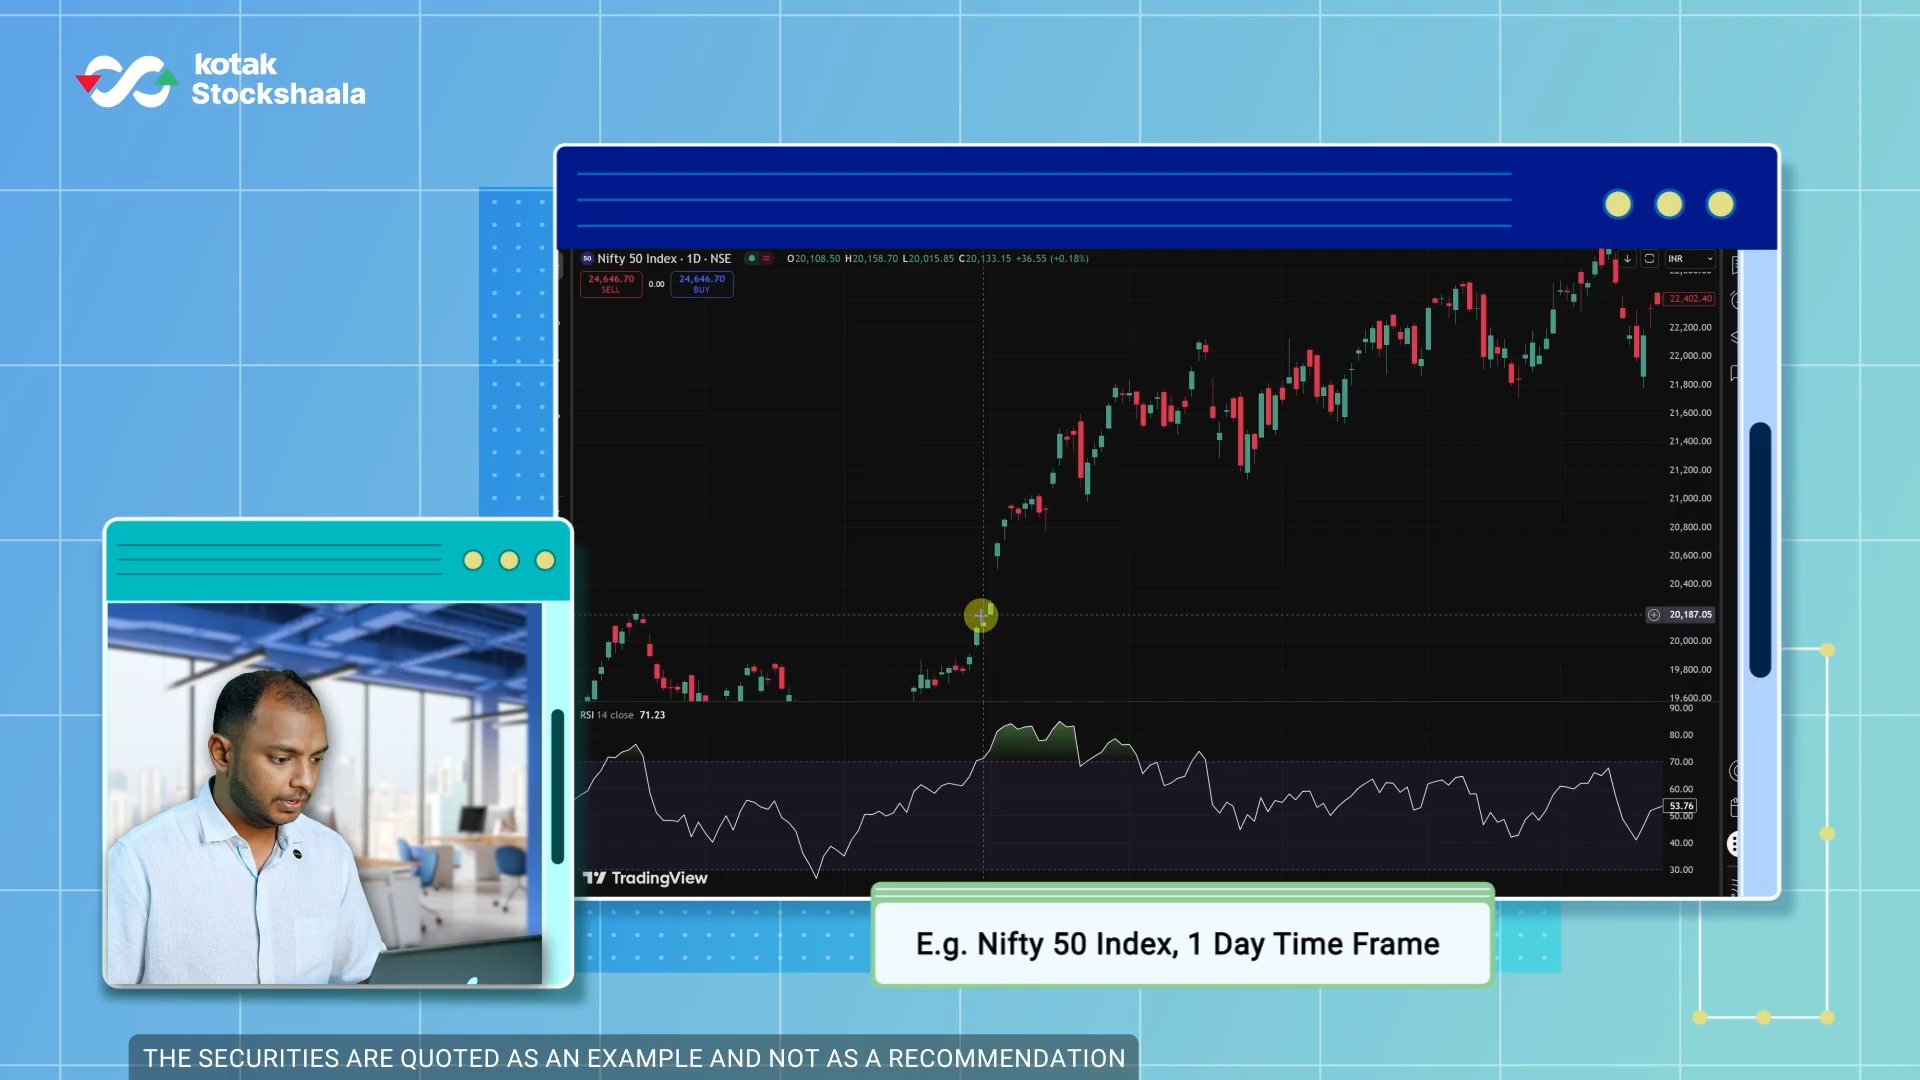 kotak
Stockshaala
50 Nifty 50 Index · 1D · NSE O20,108.50 H20,158.70 L20,015.85 C20,133.15 +36.55 (+0.18%) INR
24,646.70 SELL 0.00 24,646.70 BUY
22,402.40
22,200.00
22,000.00
21,800.00
21,600.00
21,400.00
21,200.00
21,000.00
20,800.00
20,600.00
20,400.00
20,187.05
20,000.00
19,800.00
19,600.00
RSI 14 close 71.23
90.00
80.00
70.00
60.00
53.76
50.00
40.00
30.00
TradingView
E.g. Nifty 50 Index, 1 Day Time Frame
THE SECURITIES ARE QUOTED AS AN EXAMPLE AND NOT AS A RECOMMENDATION